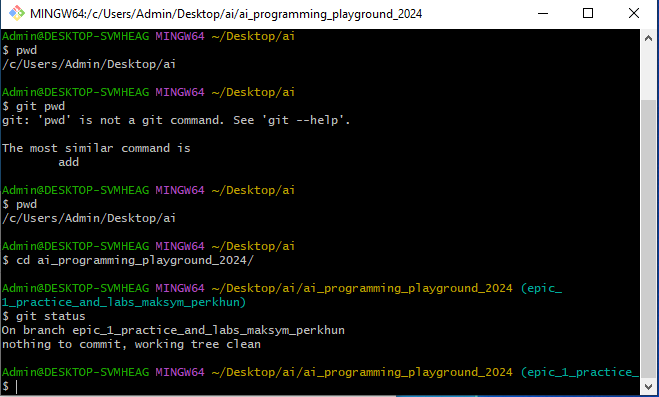 MINGW64:/c/Users/Admin/Desktop/ai/ai_programming_playground_2024
Admin@DESKTOP-SVMHEAG MINGW64 ~/Desktop/ai
$ pwd
/c/Users/Admin/Desktop/ai
Admin@DESKTOP-SVMHEAG MINGW64 ~/Desktop/ai
$ git pwd
git: 'pwd' is not a git command. See 'git --help'.
The most similar command is
add
Admin@DESKTOP-SVMHEAG MINGW64 ~/Desktop/ai
$ pwd
/c/Users/Admin/Desktop/ai
Admin@DESKTOP-SVMHEAG MINGW64 ~/Desktop/ai
$ cd ai_programming_playground_2024/
Admin@DESKTOP-SVMHEAG MINGW64 ~/Desktop/ai/ai_programming_playground_2024 (epic_
1_practice_and_labs_maksym_perkhun)
$ git status
On branch epic_1_practice_and_labs_maksym_perkhun
nothing to commit, working tree clean
Admin@DESKTOP-SVMHEAG MINGW64 ~/Desktop/ai/ai_programming_playground_2024 (epic_1_practice_
$